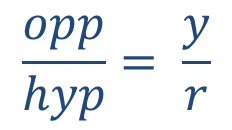 opp/hyp = y/r